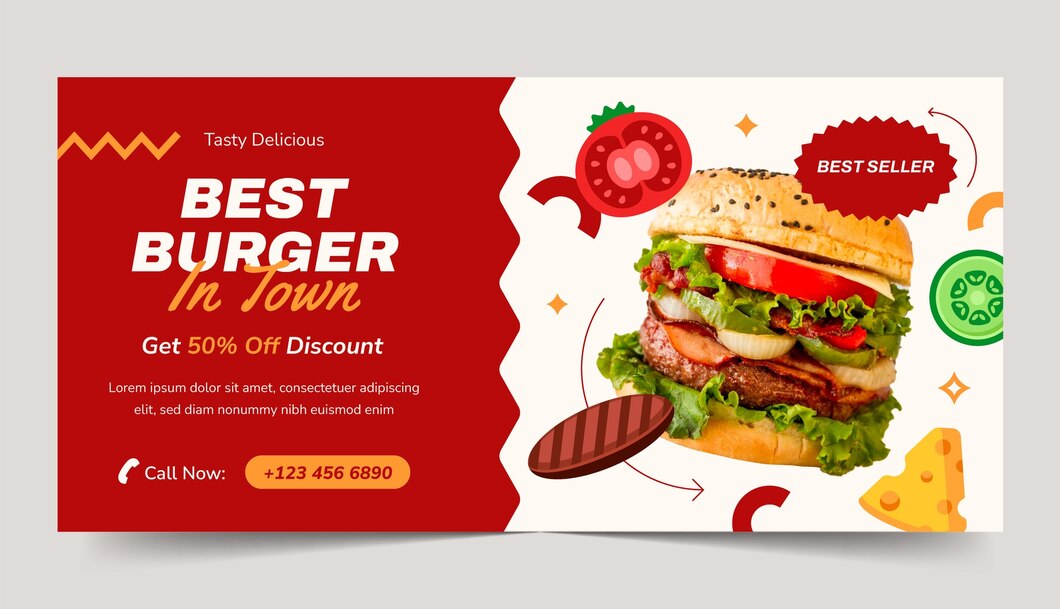 Tasty Delicious
BEST
BURGER
In Town
Get 50% Off Discount
Lorem ipsum dolor sit amet, consectetuer adipiscing
elit, sed diam nonummy nibh euismod enim
Call Now: +123 456 6890
BEST SELLER